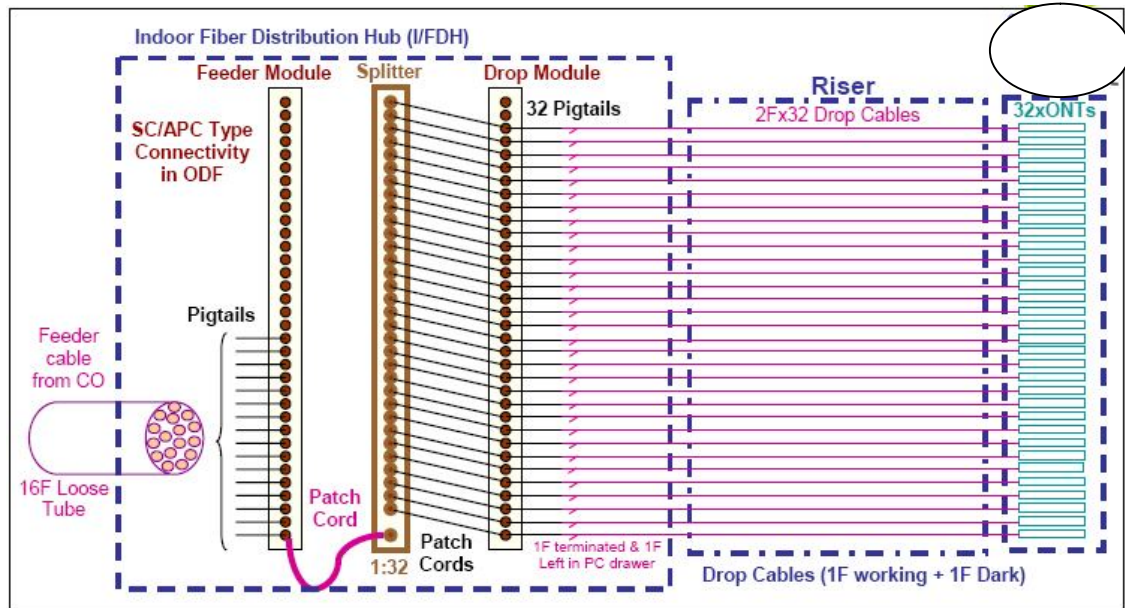 Indoor Fiber Distribution Hub (I/FDH)
Feeder Module
Splitter
Drop Module
SC/APC Type
Connectivity
in ODF
32 Pigtails
Riser
2Fx32 Drop Cables
32xONTs
Pigtails
Feeder
cable
from CO
16F Loose
Tube
Patch
Cord
1:32
Patch
Cords
1F terminated & 1F
Left in PC drawer
Drop Cables (1F working + 1F Dark)